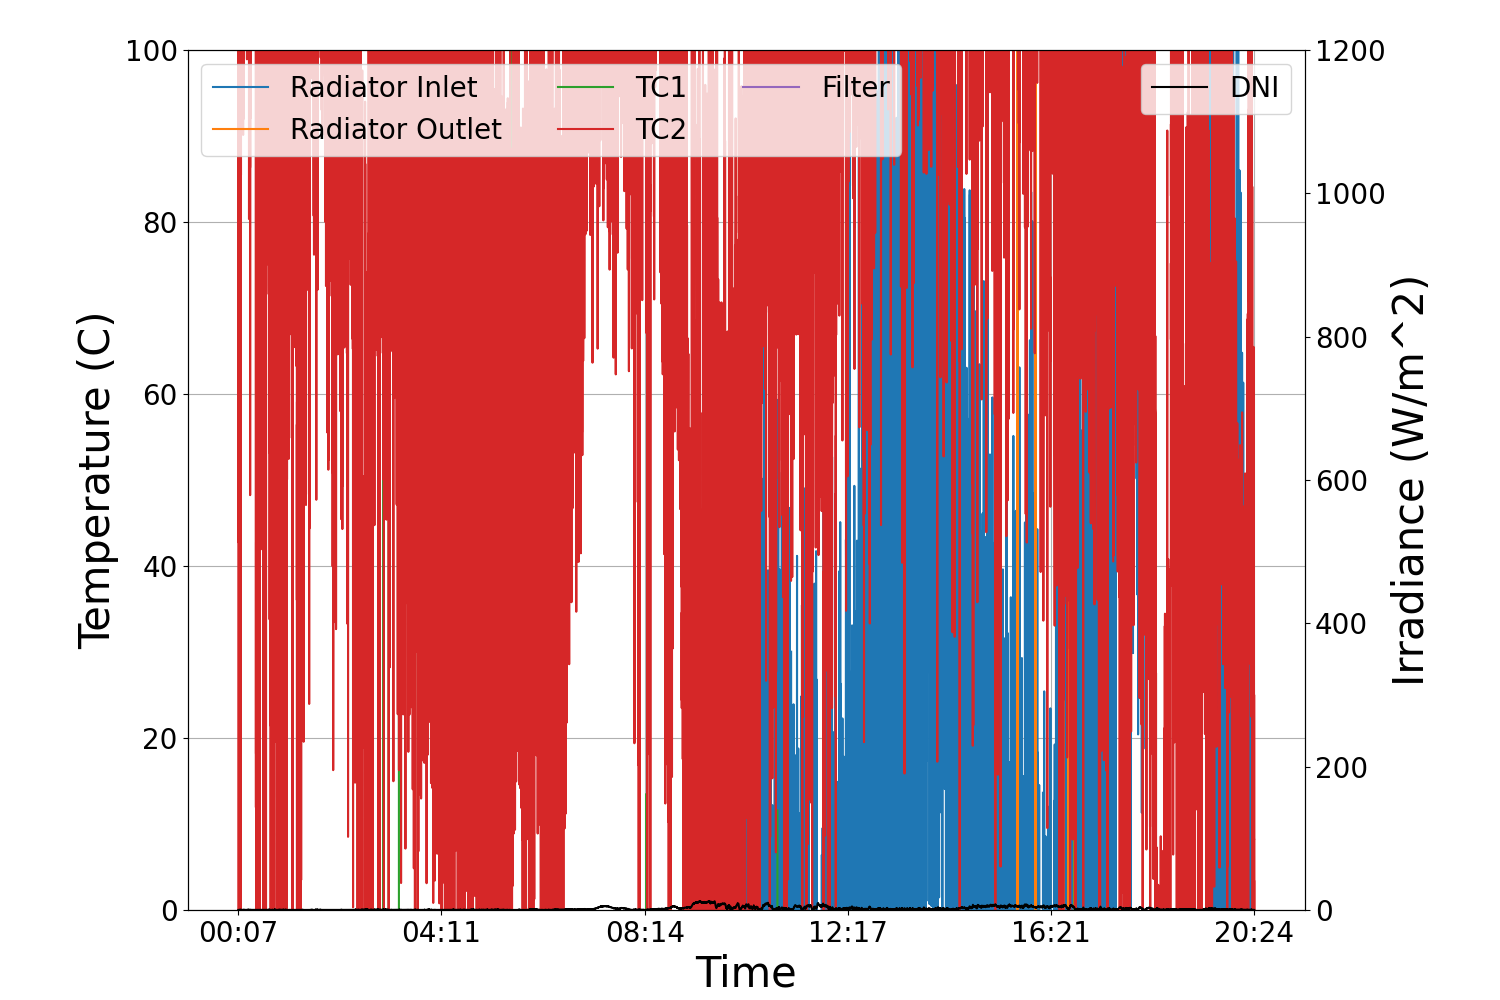 100
80
60
40
20
0
Temperature (C)
Radiator Inlet
Radiator Outlet
TC1
TC2
Filter
DNI
1200
1000
800
600
400
200
0
Irradiance (W/m^2)
00:07
04:11
08:14
12:17
16:21
20:24
Time